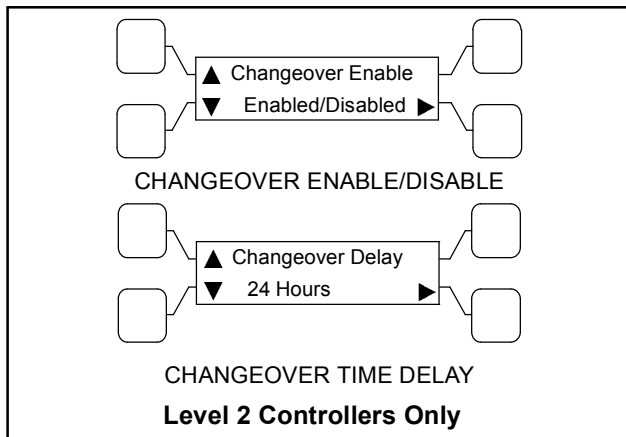 ▲ Changeover Enable
▼ Enabled/Disabled ▶
CHANGEOVER ENABLE/DISABLE
▲ Changeover Delay
▼ 24 Hours ▶
CHANGEOVER TIME DELAY
Level 2 Controllers Only